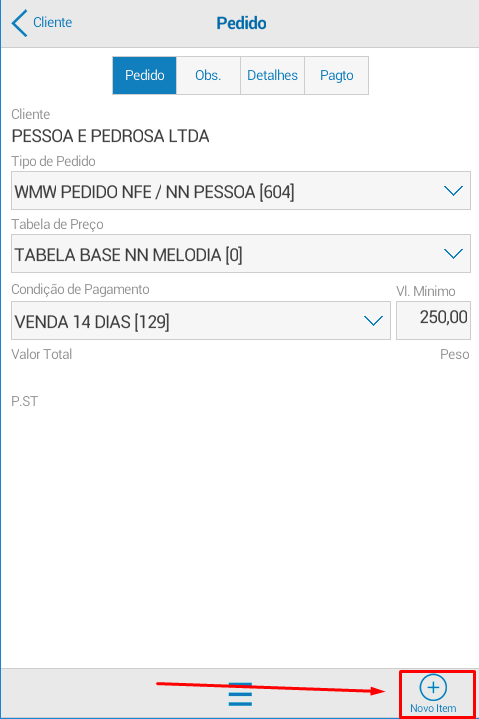 Cliente
Pedido
Pedido Obs. Detalhes Pagto
Cliente
PESSOA E PEDROSA LTDA
Tipo de Pedido
WMW PEDIDO NFE / NN PESSOA [604]
Tabela de Preço
TABELA BASE NN MELODIA [0]
Condição de Pagamento Vl. Mínimo
VENDA 14 DIAS [129] 250,00
Valor Total Peso
P.ST
Novo Item